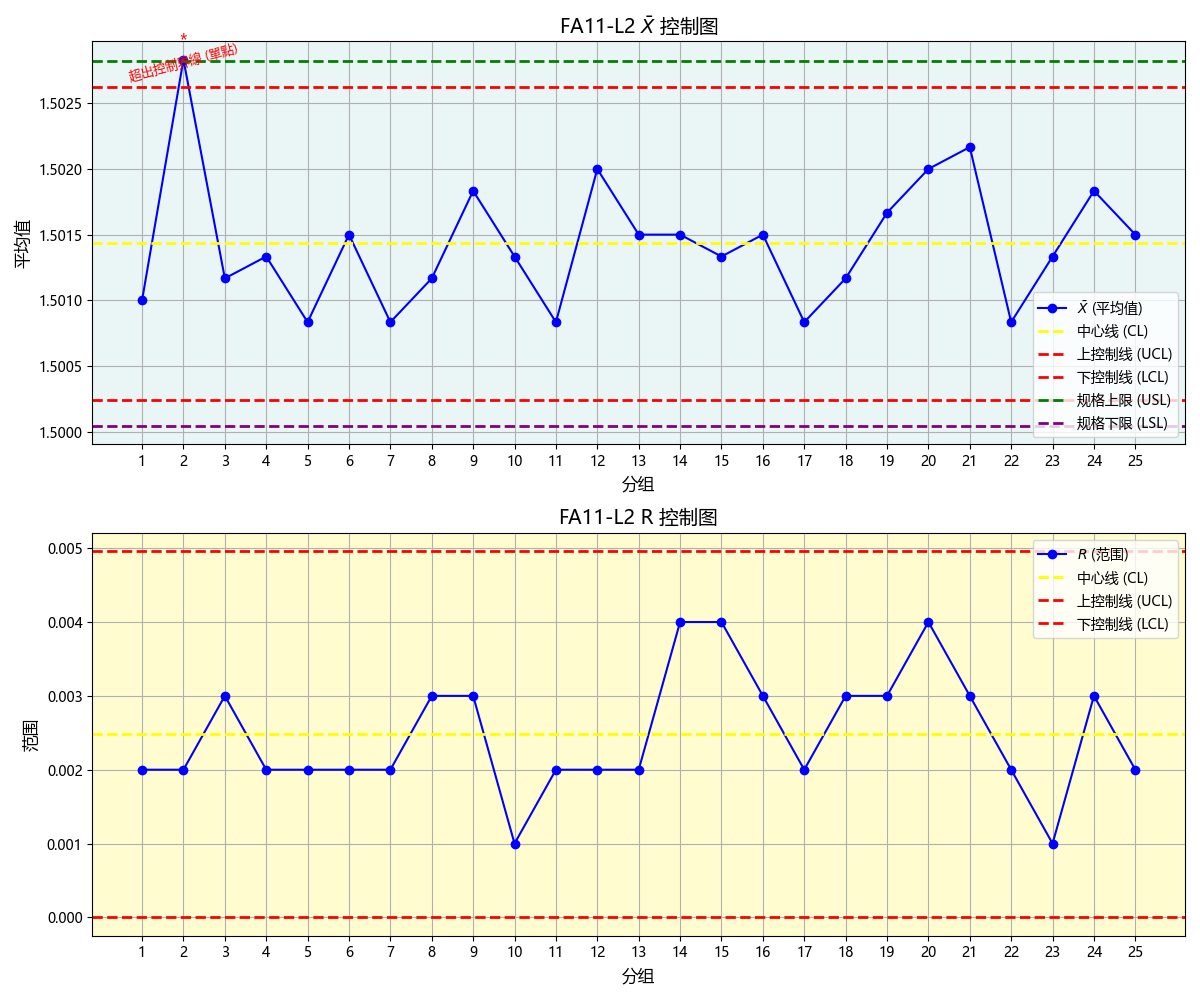 FA11-L2 X̄ 控制图
*
超出控制界線 (單點)
平均值
1.5025
1.5020
1.5015
1.5010
1.5005
1.5000
X̄ (平均值)
中心线 (CL)
上控制线 (UCL)
下控制线 (LCL)
规格上限 (USL)
规格下限 (LSL)
1 2 3 4 5 6 7 8 9 10 11 12 13 14 15 16 17 18 19 20 21 22 23 24 25
分组
FA11-L2 R 控制图
范围
0.005
0.004
0.003
0.002
0.001
0.000
R (范围)
中心线 (CL)
上控制线 (UCL)
下控制线 (LCL)
1 2 3 4 5 6 7 8 9 10 11 12 13 14 15 16 17 18 19 20 21 22 23 24 25
分组